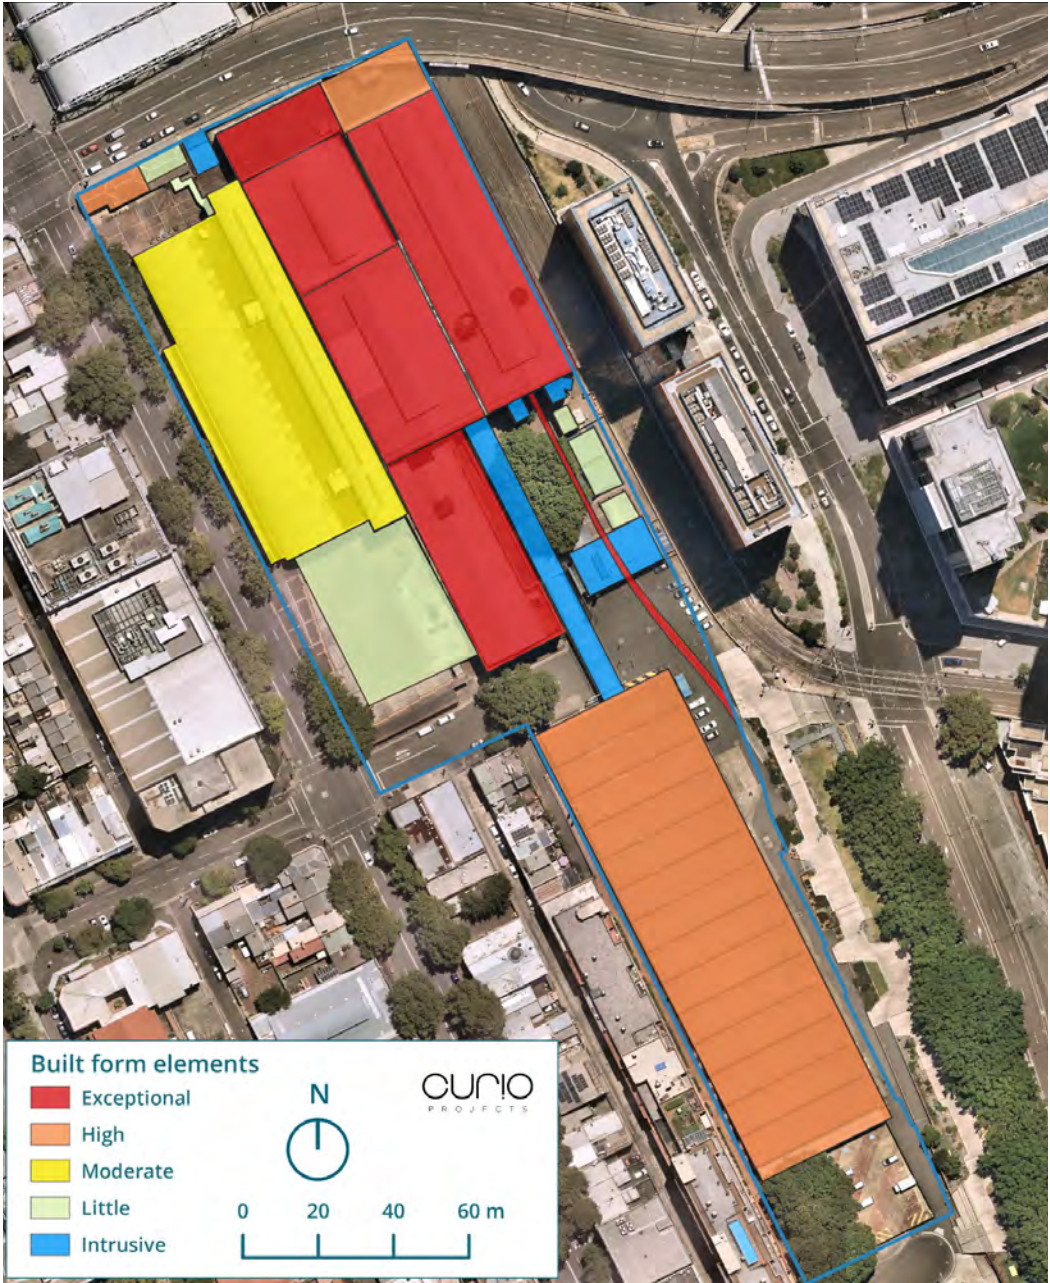 Built form elements
Exceptional
High
Moderate
Little
Intrusive
N
CURIO
PROJECTS
0 20 40 60 m